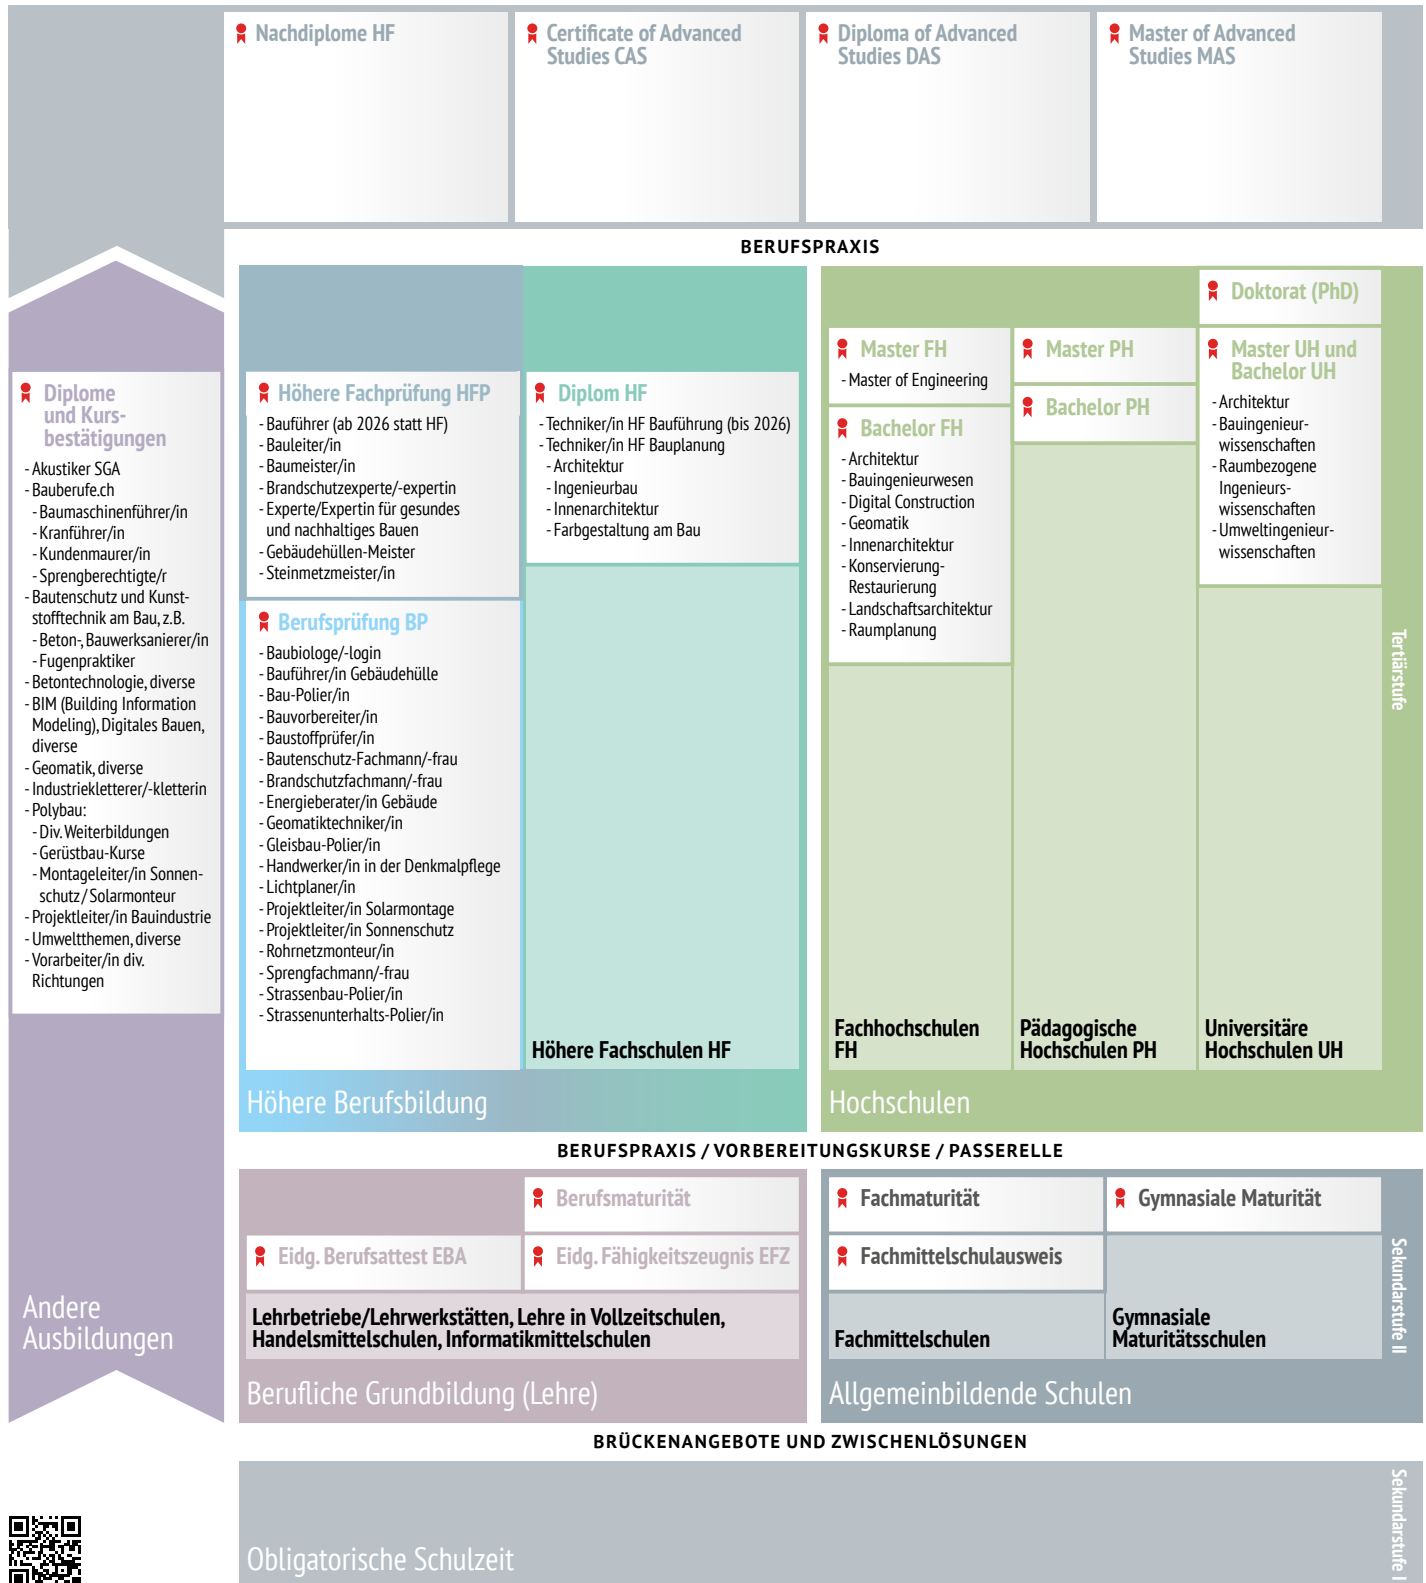 Nachdiplome HF
Certificate of Advanced
Studies CAS
Diploma of Advanced
Studies DAS
Master of Advanced
Studies MAS
BERUFSPRAXIS
Diplome
und Kurs-
bestätigungen
- Akustiker SGA
- Bauberufe.ch
- Baumaschinenführer/in
- Kranführer/in
- Kundenmaurer/in
- Sprengberechtigte/r
- Bautenschutz und Kunst-
stofftechnik am Bau, z.B.
- Beton-, Bauwerksanierer/in
- Fugenpraktiker
- Betontechnologie, diverse
- BIM (Building Information
Modeling), Digitales Bauen,
diverse
- Geomatik, diverse
- Industriekletterer/-kletterin
- Polybau:
- Div. Weiterbildungen
- Gerüstbau-Kurse
- Montageleiter/in Sonnen-
schutz / Solarmonteur
- Projektleiter/in Bauindustrie
- Umweltthemen, diverse
- Vorarbeiter/in div.
Richtungen
Andere
Ausbildungen
Höhere Fachprüfung HFP
- Bauführer (ab 2026 statt HF)
- Bauleiter/in
- Baumeister/in
- Brandschutzexperte/-expertin
- Experte/Expertin für gesundes
und nachhaltiges Bauen
- Gebäudehüllen-Meister
- Steinmetzmeister/in
Berufsprüfung BP
- Baubiologe/-login
- Bauführer/in Gebäudehülle
- Bau-Polier/in
- Bauvorbereiter/in
- Baustoffprüfer/in
- Bautenschutz-Fachmann/-frau
- Brandschutzfachmann/-frau
- Energieberater/in Gebäude
- Geomatiktechniker/in
- Gleisbau-Polier/in
- Handwerker/in in der Denkmalpflege
- Lichtplaner/in
- Projektleiter/in Solarmontage
- Projektleiter/in Sonnenschutz
- Rohrnetzmonteur/in
- Sprengfachmann/-frau
- Strassenbau-Polier/in
- Strassenunterhalts-Polier/in
Diplom HF
- Techniker/in HF Bauführung (bis 2026)
- Techniker/in HF Bauplanung
- Architektur
- Ingenieurbau
- Innenarchitektur
- Farbgestaltung am Bau
Höhere Fachschulen HF
Höhere Berufsbildung
Master FH
- Master of Engineering
Bachelor FH
- Architektur
- Bauingenieurwesen
- Digital Construction
- Geomatik
- Innenarchitektur
- Konservierung-
Restaurierung
- Landschaftsarchitektur
- Raumplanung
Fachhochschulen
FH
Master PH
Bachelor PH
Pädagogische
Hochschulen PH
Doktorat (PhD)
Master UH und
Bachelor UH
- Architektur
- Bauingenieur-
wissenschaften
- Raumbezogene
Ingenieurs-
wissenschaften
- Umweltingenieur-
wissenschaften
Universitäre
Hochschulen UH
Hochschulen
Tertiärstufe
BERUFSPRAXIS / VORBEREITUNGSKURSE / PASSERELLE
Berufsmaturität
Eidg. Berufsattest EBA
Eidg. Fähigkeitszeugnis EFZ
Lehrbetriebe/Lehrwerkstätten, Lehre in Vollzeitschulen,
Handelsmittelschulen, Informatikmittelschulen
Berufliche Grundbildung (Lehre)
Fachmaturität
Gymnasiale Maturität
Fachmittelschulausweis
Fachmittelschulen
Gymnasiale
Maturitätsschulen
Allgemeinbildende Schulen
Sekundarstufe II
BRÜCKENANGEBOTE UND ZWISCHENLÖSUNGEN
Obligatorische Schulzeit
Sekundarstufe I